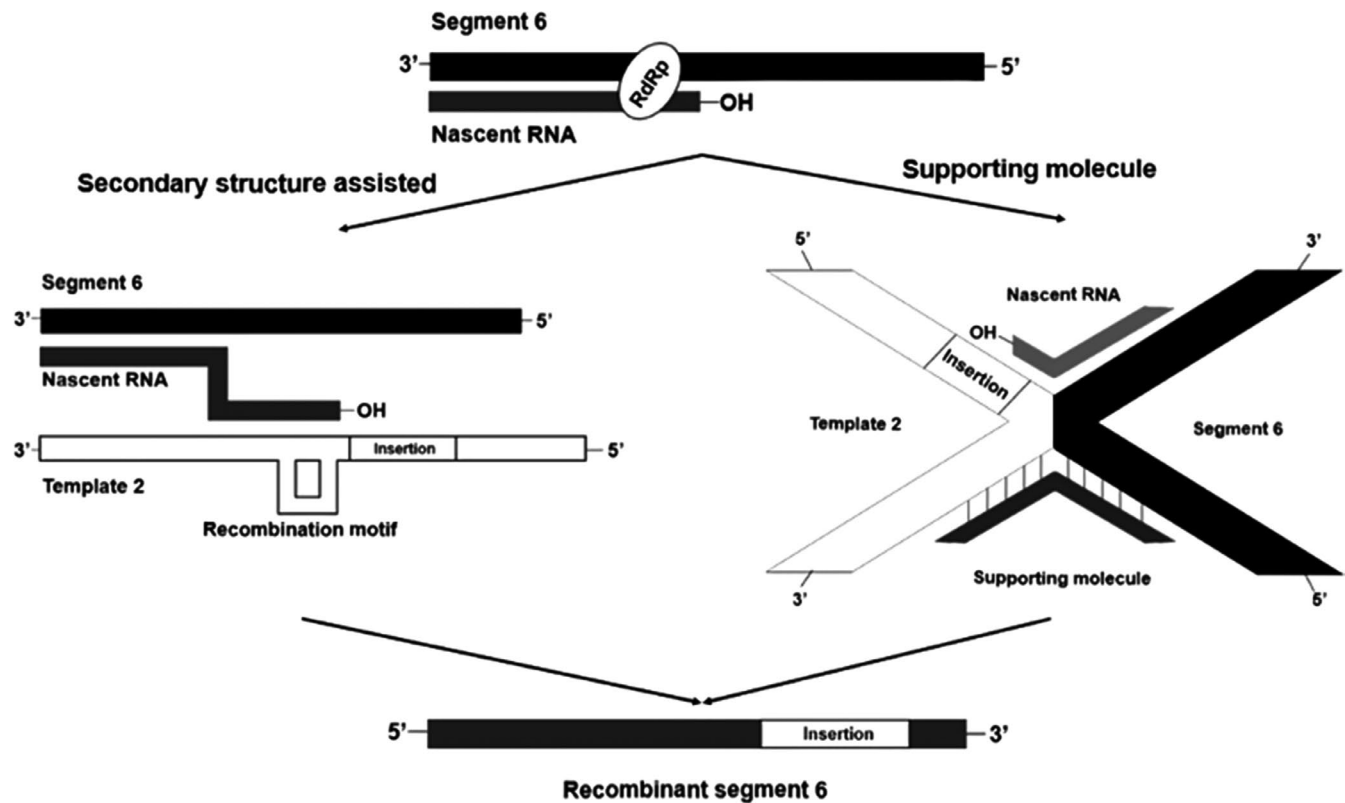 Segment 6
3’ 5’
RdRp
OH
Nascent RNA
Secondary structure assisted
Supporting molecule
Segment 6
3’ 5’
Nascent RNA
OH
3’ Insertion 5’
Template 2
Recombination motif
5’ 3’
Nascent RNA
OH
Insertion
Template 2
Segment 6
Supporting molecule
3’ 5’
5’ Insertion 3’
Recombinant segment 6